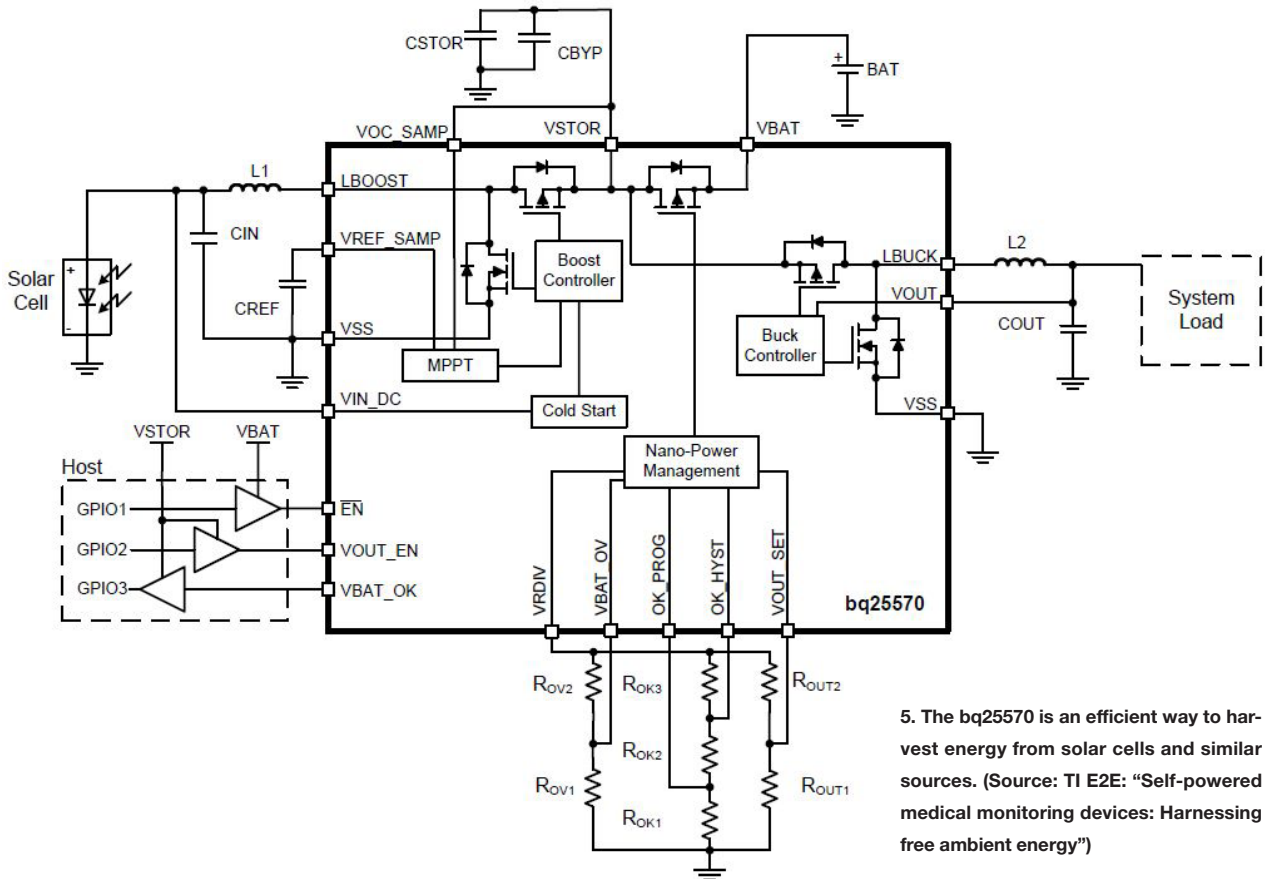 CSTOR
CBYP
+
BAT
VOC_SAMP
VSTOR
VBAT
L1
LBOOST
CIN
VREF_SAMP
Boost
Controller
LBUCK
L2
Solar
Cell
+
-
CREF
VOUT
System
Load
VSS
MPPT
Buck
Controller
COUT
VIN_DC
Cold Start
VSS
VSTOR
VBAT
Nano-Power
Management
Host
GPIO1
EN
GPIO2
VOUT_EN
GPIO3
VBAT_OK
VRDIV
VBAT_OV
OK_PROG
OK_HYST
VOUT_SET
bq25570
ROV2
ROK3
ROUT2
ROK2
ROV1
ROUT1
ROK1
5. The bq25570 is an efficient way to har-
vest energy from solar cells and similar
sources. (Source: TI E2E: “Self-powered
medical monitoring devices: Harnessing
free ambient energy”)